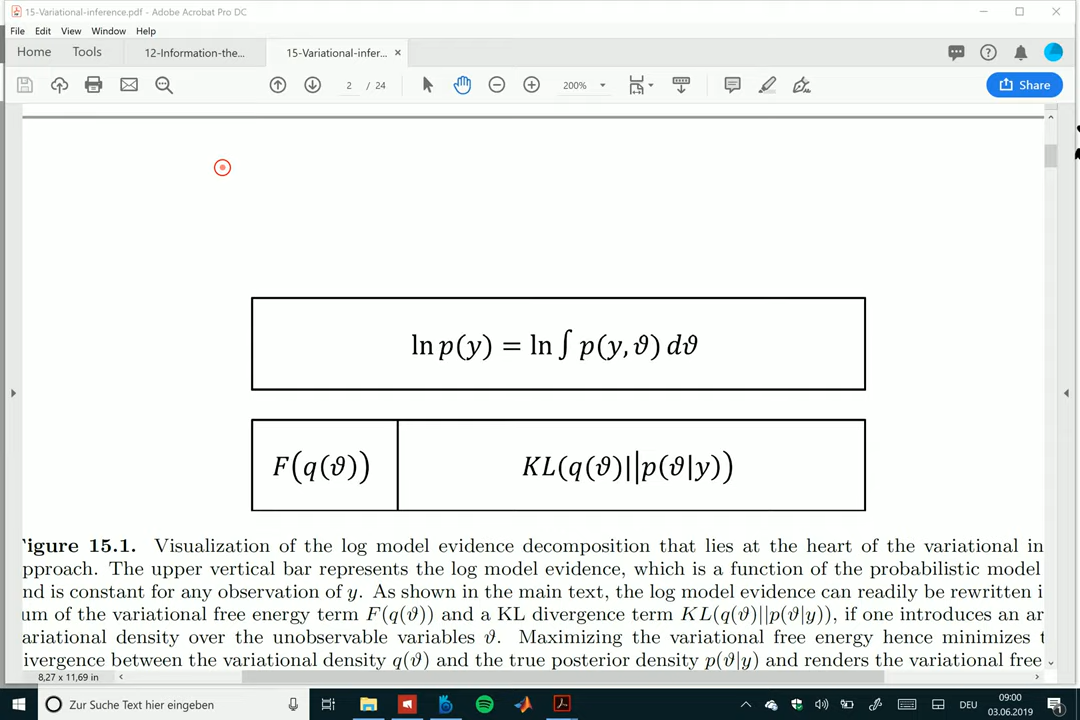 15-Variational-inference.pdf - Adobe Acrobat Pro DC
File Edit View Window Help
Home Tools 12-Information-the... 15-Variational-infer... ×
2 / 24 200% Share
ln p(y) = ln ∫ p(y, ϑ) dϑ
F(q(ϑ)) KL(q(ϑ)||p(ϑ|y))
igure 15.1. Visualization of the log model evidence decomposition that lies at the heart of the variational in
pproach. The upper vertical bar represents the log model evidence, which is a function of the probabilistic model
nd is constant for any observation of y. As shown in the main text, the log model evidence can readily be rewritten i
um of the variational free energy term F(q(ϑ)) and a KL divergence term KL(q(ϑ)||p(ϑ|y)), if one introduces an ar
ariational density over the unobservable variables ϑ. Maximizing the variational free energy hence minimizes t
ivergence between the variational density q(ϑ) and the true posterior density p(ϑ|y) and renders the variational free
8,27 x 11,69 in
Zur Suche Text hier eingeben DEU 09:00
03.06.2019 1